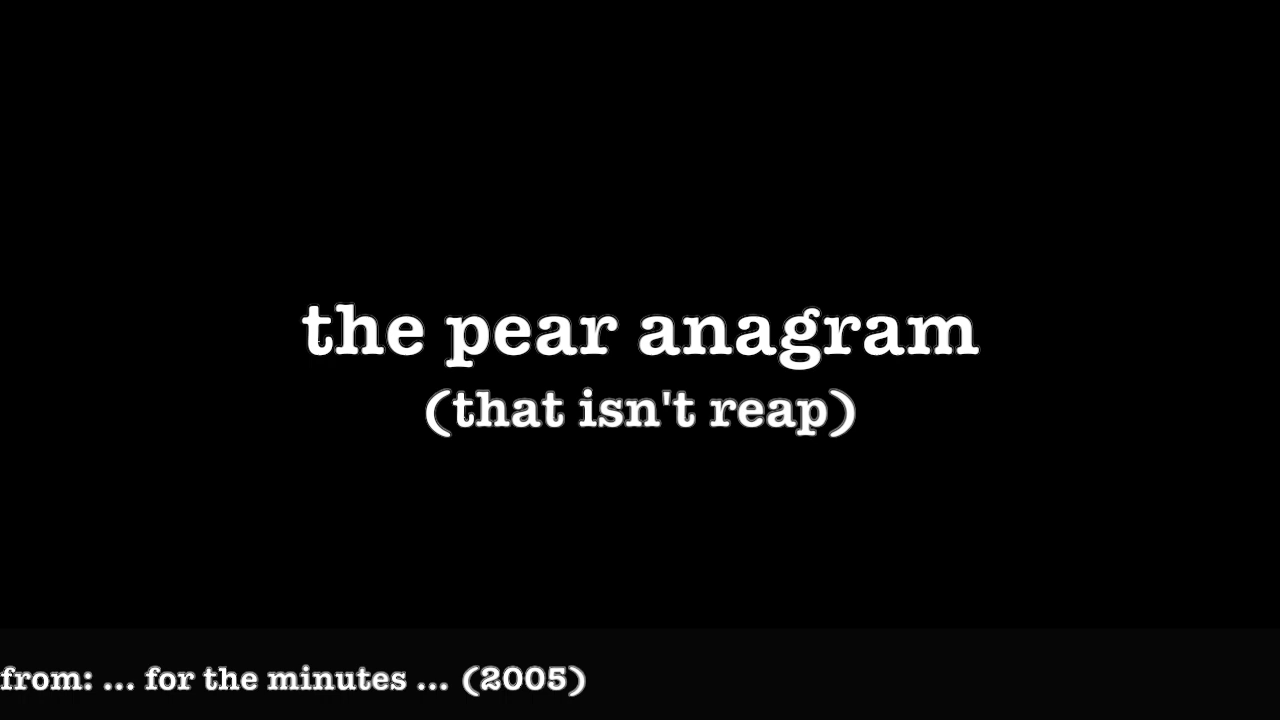 the pear anagram
(that isn't reap)
from: ... for the minutes ... (2005)